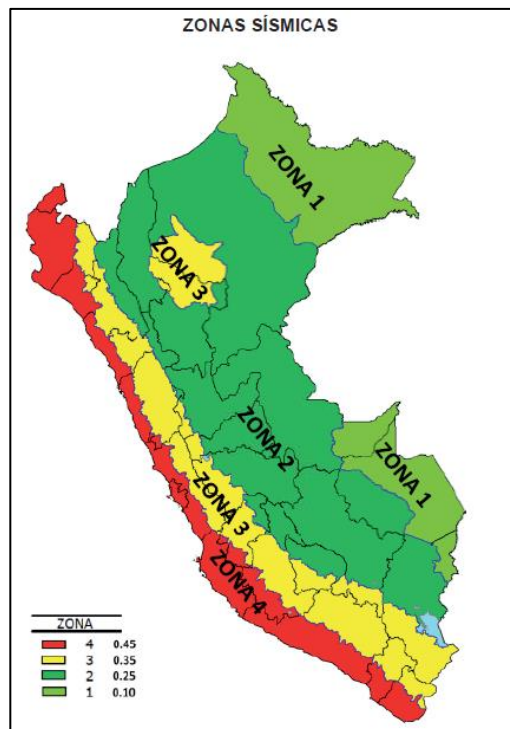 ZONAS SÍSMICAS
ZONA 1
ZONA 3
ZONA 2
ZONA 1
ZONA 3
ZONA 4
ZONA
4 0.45
3 0.35
2 0.25
1 0.10